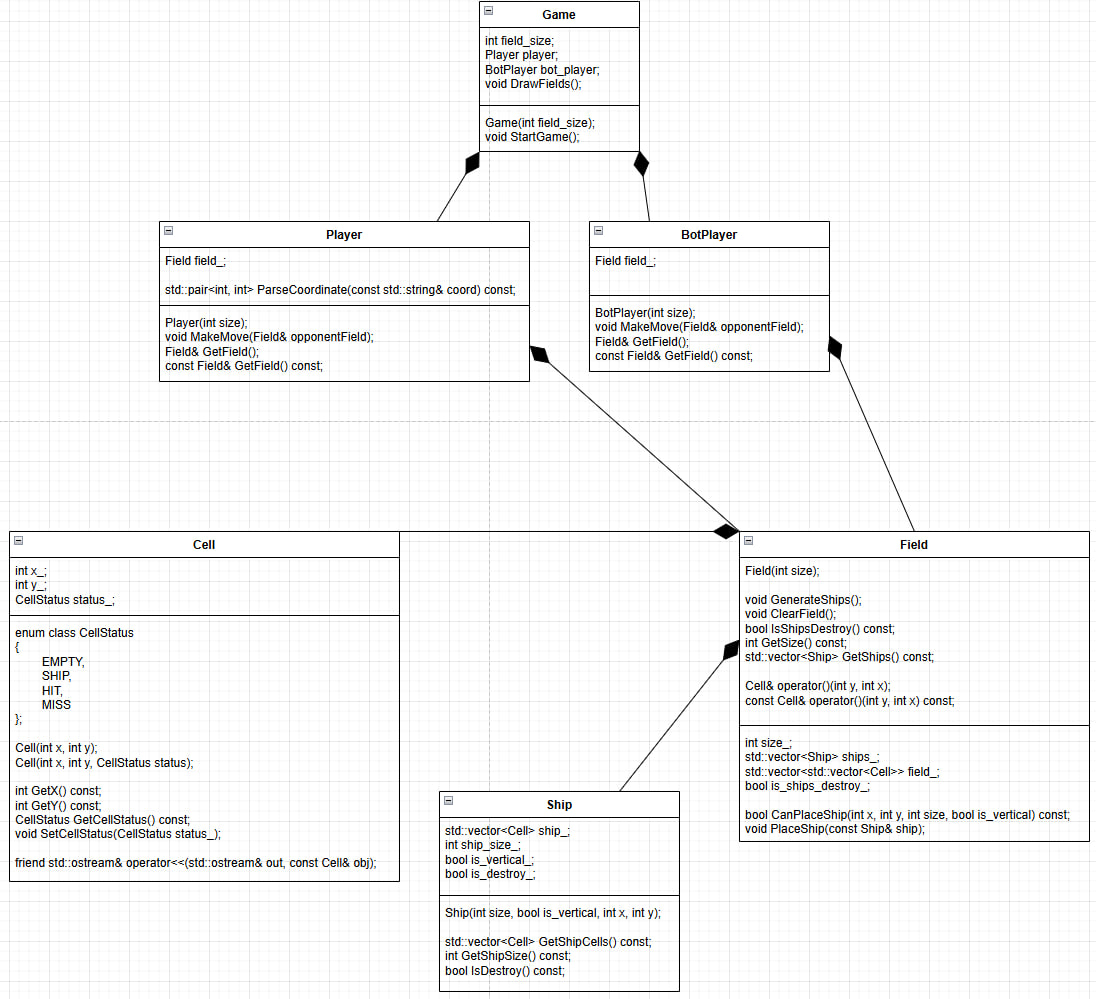 Game
int field_size;
Player player;
BotPlayer bot_player;
void DrawFields();
Game(int field_size);
void StartGame();
Player
Field field_;
std::pair<int, int> ParseCoordinate(const std::string& coord) const;
Player(int size);
void MakeMove(Field& opponentField);
Field& GetField();
const Field& GetField() const;
BotPlayer
Field field_;
BotPlayer(int size);
void MakeMove(Field& opponentField);
Field& GetField();
const Field& GetField() const;
Cell
int x_;
int y_;
CellStatus status_;
enum class CellStatus
{
EMPTY,
SHIP,
HIT,
MISS
};
Cell(int x, int y);
Cell(int x, int y, CellStatus status);
int GetX() const;
int GetY() const;
CellStatus GetCellStatus() const;
void SetCellStatus(CellStatus status_);
friend std::ostream& operator<<(std::ostream& out, const Cell& obj);
Field
Field(int size);
void GenerateShips();
void ClearField();
bool IsShipsDestroy() const;
int GetSize() const;
std::vector<Ship> GetShips() const;
Cell& operator()(int y, int x);
const Cell& operator()(int y, int x) const;
int size_;
std::vector<Ship> ships_;
std::vector<std::vector<Cell>> field_;
bool is_ships_destroy_;
bool CanPlaceShip(int x, int y, int size, bool is_vertical) const;
void PlaceShip(const Ship& ship);
Ship
std::vector<Cell> ship_;
int ship_size_;
bool is_vertical_;
bool is_destroy_;
Ship(int size, bool is_vertical, int x, int y);
std::vector<Cell> GetShipCells() const;
int GetShipSize() const;
bool IsDestroy() const;